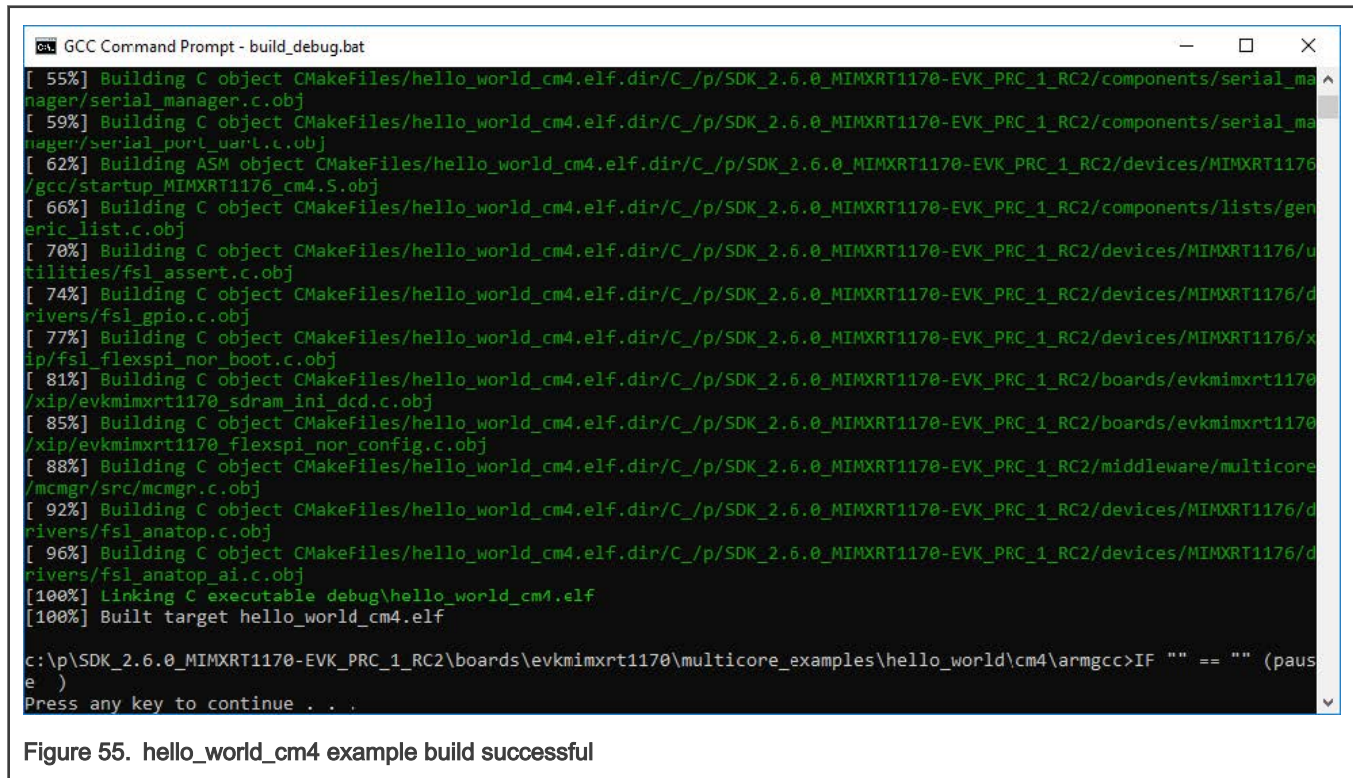 GCC Command Prompt - build_debug.bat
[ 55%] Building C object CMakeFiles/hello_world_cm4.elf.dir/C_/p/SDK_2.6.0_MIMXRT1170-EVK_PRC_1_RC2/components/serial_ma
nager/serial_manager.c.obj
[ 59%] Building C object CMakeFiles/hello_world_cm4.elf.dir/C_/p/SDK_2.6.0_MIMXRT1170-EVK_PRC_1_RC2/components/serial_ma
nager/serial_port_uart.c.obj
[ 62%] Building ASM object CMakeFiles/hello_world_cm4.elf.dir/C_/p/SDK_2.6.0_MIMXRT1170-EVK_PRC_1_RC2/devices/MIMXRT1176
/gcc/startup_MIMXRT1176_cm4.S.obj
[ 66%] Building C object CMakeFiles/hello_world_cm4.elf.dir/C_/p/SDK_2.6.0_MIMXRT1170-EVK_PRC_1_RC2/components/lists/gen
eric_list.c.obj
[ 70%] Building C object CMakeFiles/hello_world_cm4.elf.dir/C_/p/SDK_2.6.0_MIMXRT1170-EVK_PRC_1_RC2/devices/MIMXRT1176/u
tilities/fsl_assert.c.obj
[ 74%] Building C object CMakeFiles/hello_world_cm4.elf.dir/C_/p/SDK_2.6.0_MIMXRT1170-EVK_PRC_1_RC2/devices/MIMXRT1176/d
rivers/fsl_gpio.c.obj
[ 77%] Building C object CMakeFiles/hello_world_cm4.elf.dir/C_/p/SDK_2.6.0_MIMXRT1170-EVK_PRC_1_RC2/devices/MIMXRT1176/x
ip/fsl_flexspi_nor_boot.c.obj
[ 81%] Building C object CMakeFiles/hello_world_cm4.elf.dir/C_/p/SDK_2.6.0_MIMXRT1170-EVK_PRC_1_RC2/boards/evkmimxrt1170
/xip/evkmimxrt1170_sdram_ini_dcd.c.obj
[ 85%] Building C object CMakeFiles/hello_world_cm4.elf.dir/C_/p/SDK_2.6.0_MIMXRT1170-EVK_PRC_1_RC2/boards/evkmimxrt1170
/xip/evkmimxrt1170_flexspi_nor_config.c.obj
[ 88%] Building C object CMakeFiles/hello_world_cm4.elf.dir/C_/p/SDK_2.6.0_MIMXRT1170-EVK_PRC_1_RC2/middleware/multicore
/mcmgr/src/mcmgr.c.obj
[ 92%] Building C object CMakeFiles/hello_world_cm4.elf.dir/C_/p/SDK_2.6.0_MIMXRT1170-EVK_PRC_1_RC2/devices/MIMXRT1176/d
rivers/fsl_anatop.c.obj
[ 96%] Building C object CMakeFiles/hello_world_cm4.elf.dir/C_/p/SDK_2.6.0_MIMXRT1170-EVK_PRC_1_RC2/devices/MIMXRT1176/d
rivers/fsl_anatop_ai.c.obj
[100%] Linking C executable debug\hello_world_cm4.elf
[100%] Built target hello_world_cm4.elf
c:\p\SDK_2.6.0_MIMXRT1170-EVK_PRC_1_RC2\boards\evkmimxrt1170\multicore_examples\hello_world\cm4\armgcc>IF "" == "" (paus
e  )
Press any key to continue . . .
Figure 55. hello_world_cm4 example build successful